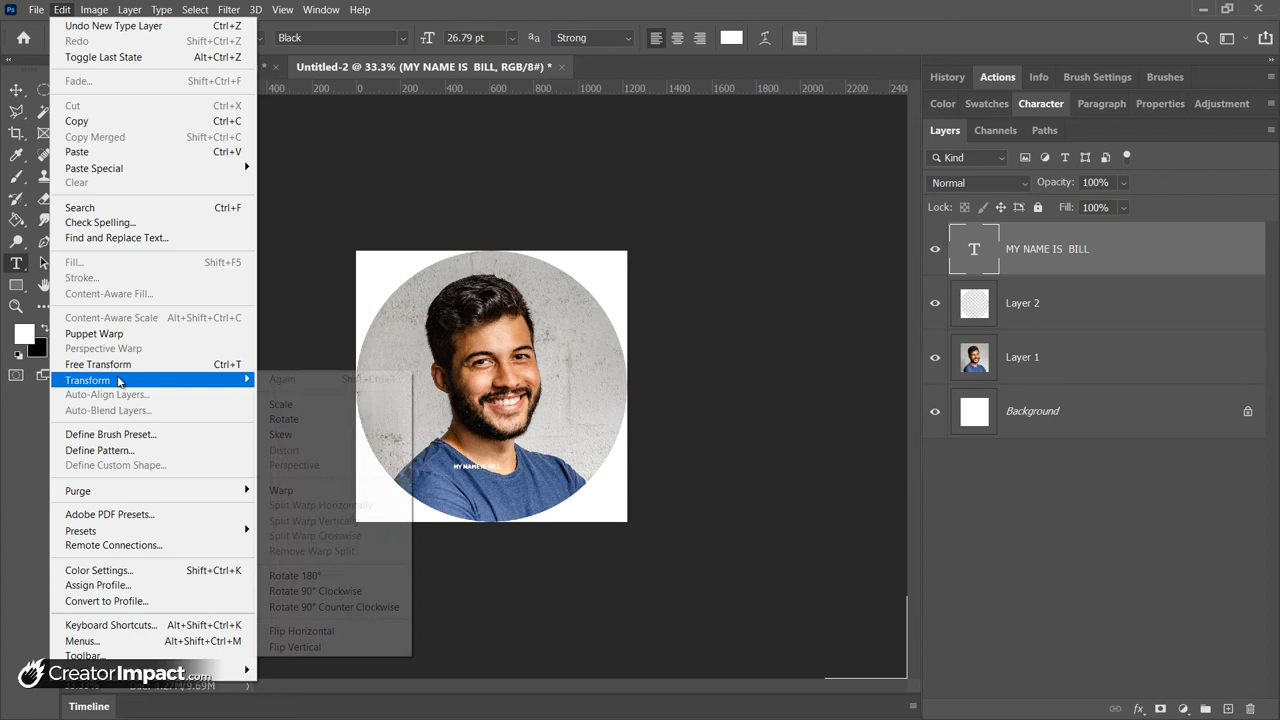 Ps File Edit Image Layer Type Select Filter 3D View Window Help
Black 26.79 pt aa Strong
Untitled-2 @ 33.3% (MY NAME IS  BILL, RGB/8#) *
400 200 0 200 400 600 800 1000 1200 1400 1600 1800 2000 2200 2400
Undo New Type Layer Ctrl+Z
Redo Shift+Ctrl+Z
Toggle Last State Alt+Ctrl+Z
Fade... Shift+Ctrl+F
Cut Ctrl+X
Copy Ctrl+C
Copy Merged Shift+Ctrl+C
Paste Ctrl+V
Paste Special
Clear
Search Ctrl+F
Check Spelling...
Find and Replace Text...
Fill... Shift+F5
Stroke...
Content-Aware Fill...
Content-Aware Scale Alt+Shift+Ctrl+C
Puppet Warp
Perspective Warp
Free Transform Ctrl+T
Transform
Auto-Align Layers...
Auto-Blend Layers...
Define Brush Preset...
Define Pattern...
Define Custom Shape...
Purge
Adobe PDF Presets...
Presets
Remote Connections...
Color Settings... Shift+Ctrl+K
Assign Profile...
Convert to Profile...
Keyboard Shortcuts... Alt+Shift+Ctrl+K
Menus... Alt+Shift+Ctrl+M
Toolbar...
Again Shift+Ctrl+T
Scale
Rotate
Skew
Distort
Perspective
Warp
Split Warp Horizontally
Split Warp Vertically
Split Warp Crosswise
Remove Warp Split
Rotate 180°
Rotate 90° Clockwise
Rotate 90° Counter Clockwise
Flip Horizontal
Flip Vertical
MY NAME IS BILL
History Actions Info Brush Settings Brushes
Color Swatches Character Paragraph Properties Adjustment
Layers Channels Paths
Kind
Normal Opacity: 100%
Lock: Fill: 100%
T MY NAME IS  BILL
Layer 2
Layer 1
Background
CreatorImpact.com
Timeline